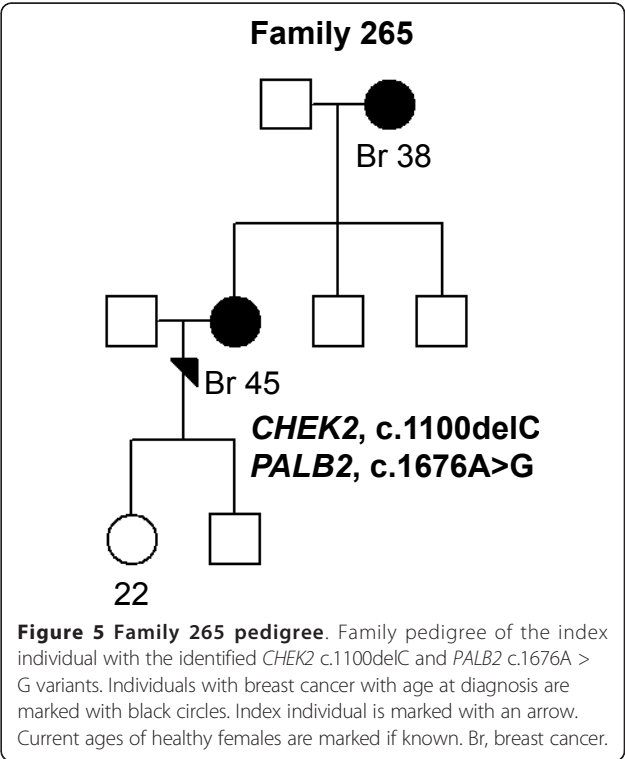 Family 265
Br 38
Br 45
CHEK2, c.1100delC
PALB2, c.1676A>G
22
Figure 5 Family 265 pedigree. Family pedigree of the index
individual with the identified CHEK2 c.1100delC and PALB2 c.1676A >
G variants. Individuals with breast cancer with age at diagnosis are
marked with black circles. Index individual is marked with an arrow.
Current ages of healthy females are marked if known. Br, breast cancer.